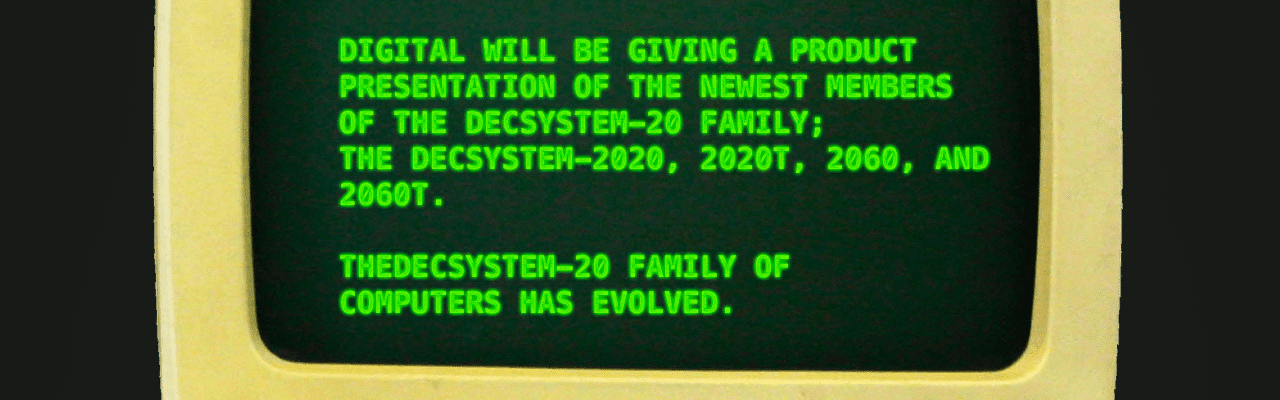 DIGITAL WILL BE GIVING A PRODUCT
PRESENTATION OF THE NEWEST MEMBERS
OF THE DECSYSTEM-20 FAMILY;
THE DECSYSTEM-2020, 2020T, 2060, AND
2060T.
THEDECSYSTEM-20 FAMILY OF
COMPUTERS HAS EVOLVED.